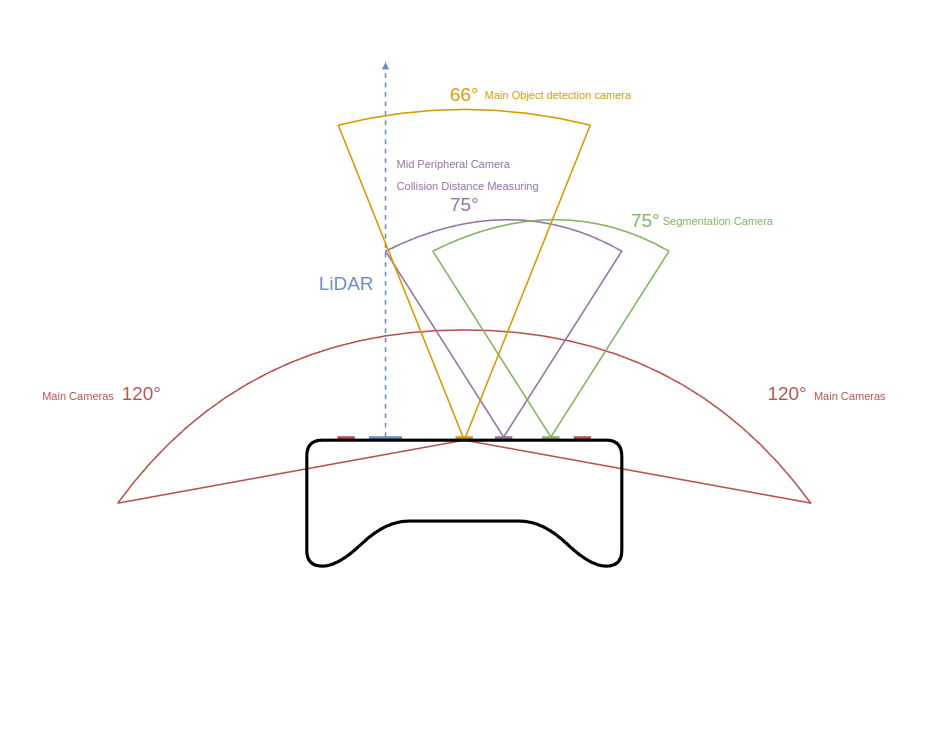 66° Main Object detection camera
Mid Peripheral Camera
Collision Distance Measuring
75°
75° Segmentation Camera
LiDAR
Main Cameras 120°
120° Main Cameras